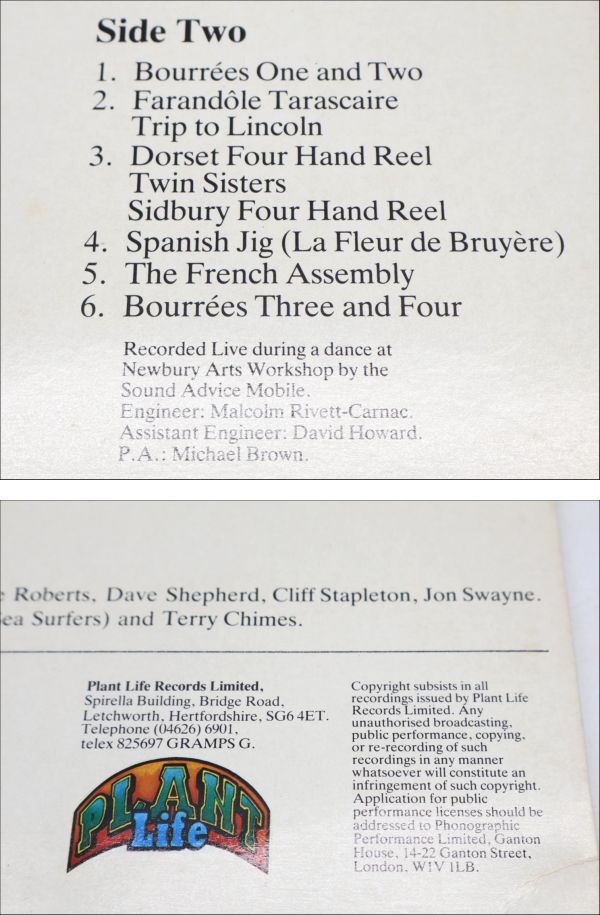 Side Two
1. Bourrées One and Two
2. Farandôle Tarascaire
Trip to Lincoln
3. Dorset Four Hand Reel
Twin Sisters
Sidbury Four Hand Reel
4. Spanish Jig (La Fleur de Bruyère)
5. The French Assembly
6. Bourrées Three and Four
Recorded Live during a dance at
Newbury Arts Workshop by the
Sound Advice Mobile.
Engineer: Malcolm Rivett-Carnac.
Assistant Engineer: David Howard.
P.A.: Michael Brown.
Roberts, Dave Shepherd, Cliff Stapleton, Jon Swayne.
Surfers) and Terry Chimes.
Plant Life Records Limited,
Spirella Building, Bridge Road,
Letchworth, Hertfordshire, SG6 4ET.
Telephone (04626) 6901,
telex 825697 GRAMPS G.
PLANT
Life
Copyright subsists in all
recordings issued by Plant Life
Records Limited. Any
unauthorised broadcasting,
public performance, copying,
or re-recording of such
recordings in any manner
whatsoever will constitute an
infringement of such copyright.
Application for public
performance licenses should be
addressed to Phonographic
Performance Limited, Ganton
House, 14-22 Ganton Street,
London. W1V 1LB.